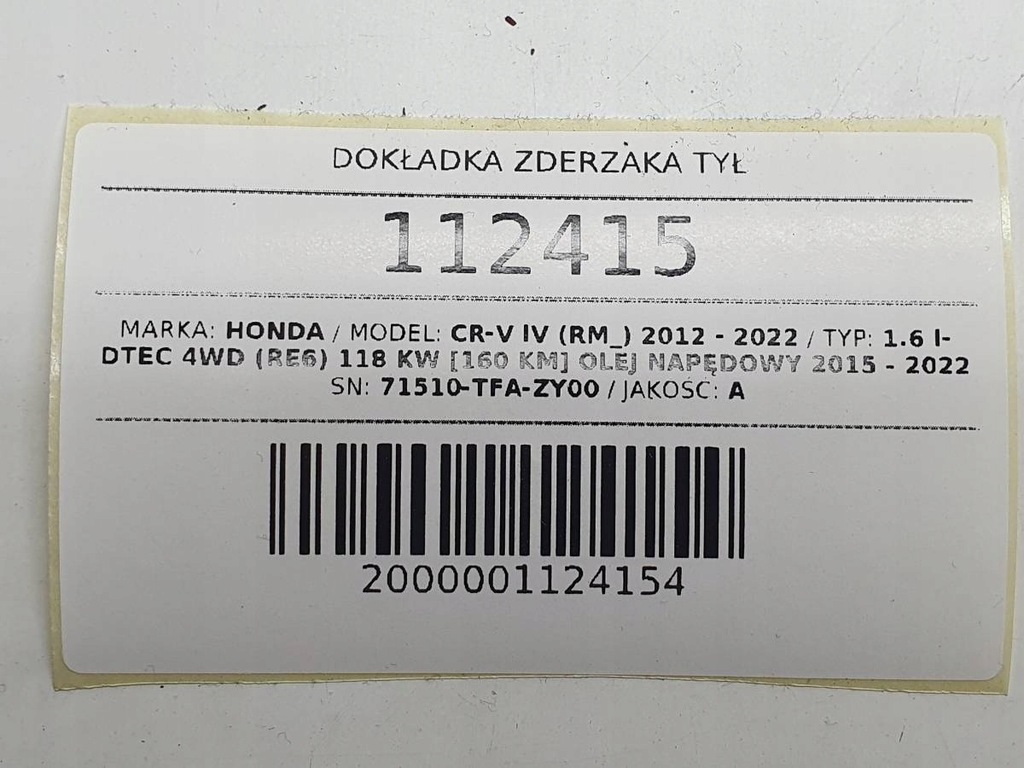 DOKŁADKA ZDERZAKA TYŁ
112415
MARKA: HONDA / MODEL: CR-V IV (RM_) 2012 - 2022 / TYP: 1.6 I-
DTEC 4WD (RE6) 118 KW [160 KM] OLEJ NAPĘDOWY 2015 - 2022
SN: 71510-TFA-ZY00 / JAKOŚĆ: A
2000001124154